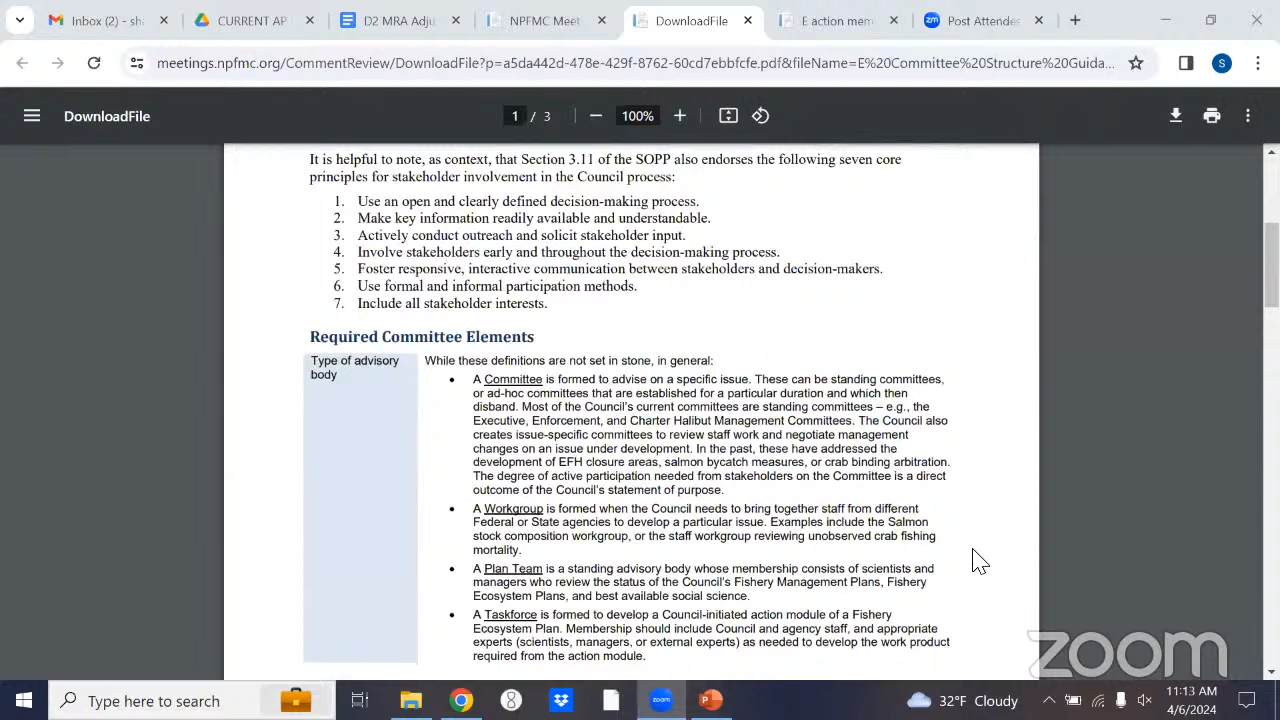 Inbox (2) - sha
CURRENT AP
D2 MRA Adju
NPFMC Meet
DownloadFile
E action mem
Post Attendes
meetings.npfmc.org/CommentReview/DownloadFile?p=a5da442d-478e-429f-8762-60cd7ebbfcfe.pdf&fileName=E%20Committee%20Structure%20Guida...
S
DownloadFile
1 / 3
100%
It is helpful to note, as context, that Section 3.11 of the SOPP also endorses the following seven core
principles for stakeholder involvement in the Council process:
1. Use an open and clearly defined decision-making process.
2. Make key information readily available and understandable.
3. Actively conduct outreach and solicit stakeholder input.
4. Involve stakeholders early and throughout the decision-making process.
5. Foster responsive, interactive communication between stakeholders and decision-makers.
6. Use formal and informal participation methods.
7. Include all stakeholder interests.
Required Committee Elements
Type of advisory
body
While these definitions are not set in stone, in general:
• A Committee is formed to advise on a specific issue. These can be standing committees,
or ad-hoc committees that are established for a particular duration and which then
disband. Most of the Council's current committees are standing committees – e.g., the
Executive, Enforcement, and Charter Halibut Management Committees. The Council also
creates issue-specific committees to review staff work and negotiate management
changes on an issue under development. In the past, these have addressed the
development of EFH closure areas, salmon bycatch measures, or crab binding arbitration.
The degree of active participation needed from stakeholders on the Committee is a direct
outcome of the Council's statement of purpose.
• A Workgroup is formed when the Council needs to bring together staff from different
Federal or State agencies to develop a particular issue. Examples include the Salmon
stock composition workgroup, or the staff workgroup reviewing unobserved crab fishing
mortality.
• A Plan Team is a standing advisory body whose membership consists of scientists and
managers who review the status of the Council's Fishery Management Plans, Fishery
Ecosystem Plans, and best available social science.
• A Taskforce is formed to develop a Council-initiated action module of a Fishery
Ecosystem Plan. Membership should include Council and agency staff, and appropriate
experts (scientists, managers, or external experts) as needed to develop the work product
required from the action module.
zoom
Type here to search
zoom
32°F Cloudy
11:13 AM
4/6/2024